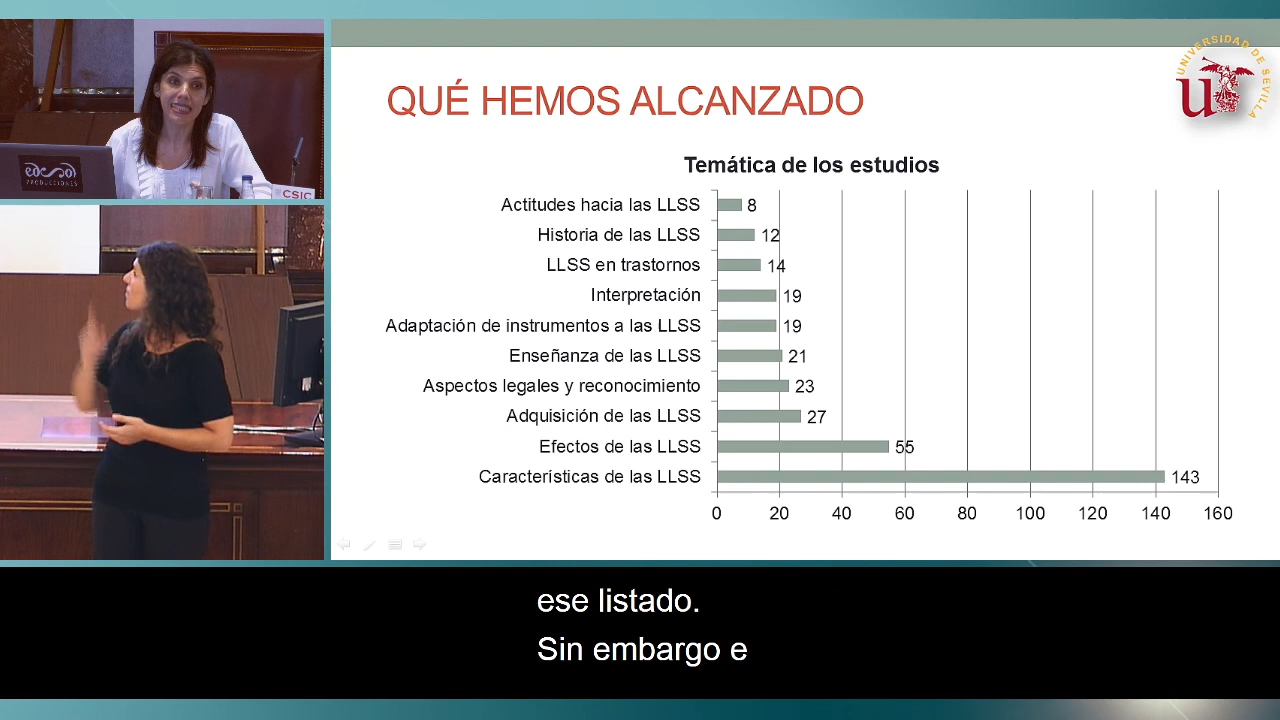 QUÉ HEMOS ALCANZADO
UNIVERSIDAD DE SEVILLA
Temática de los estudios
Actitudes hacia las LLSS 8
Historia de las LLSS 12
LLSS en trastornos 14
Interpretación 19
Adaptación de instrumentos a las LLSS 19
Enseñanza de las LLSS 21
Aspectos legales y reconocimiento 23
Adquisición de las LLSS 27
Efectos de las LLSS 55
Características de las LLSS 143
0 20 40 60 80 100 120 140 160
PRODUCCIONES
CSIC
ese listado.
Sin embargo e